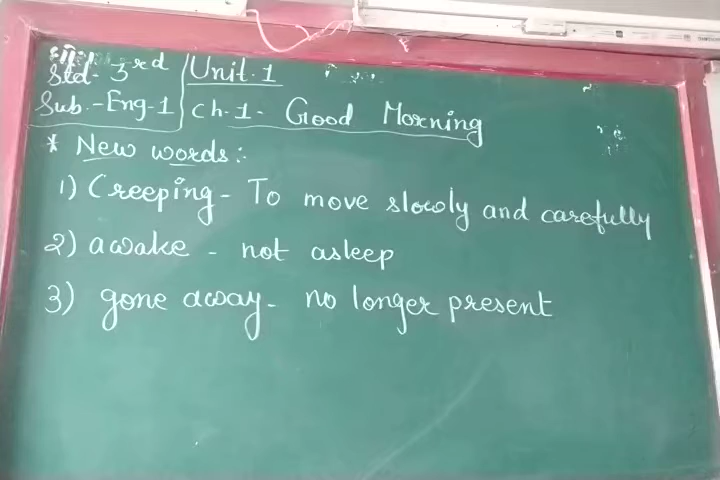 Std- 3rd
Sub.-Eng-1
Unit.1
Ch.1- Good Morning
* New words:-
1) Creeping - To move slowly and carefully
2) awake - not asleep
3) gone away - no longer present